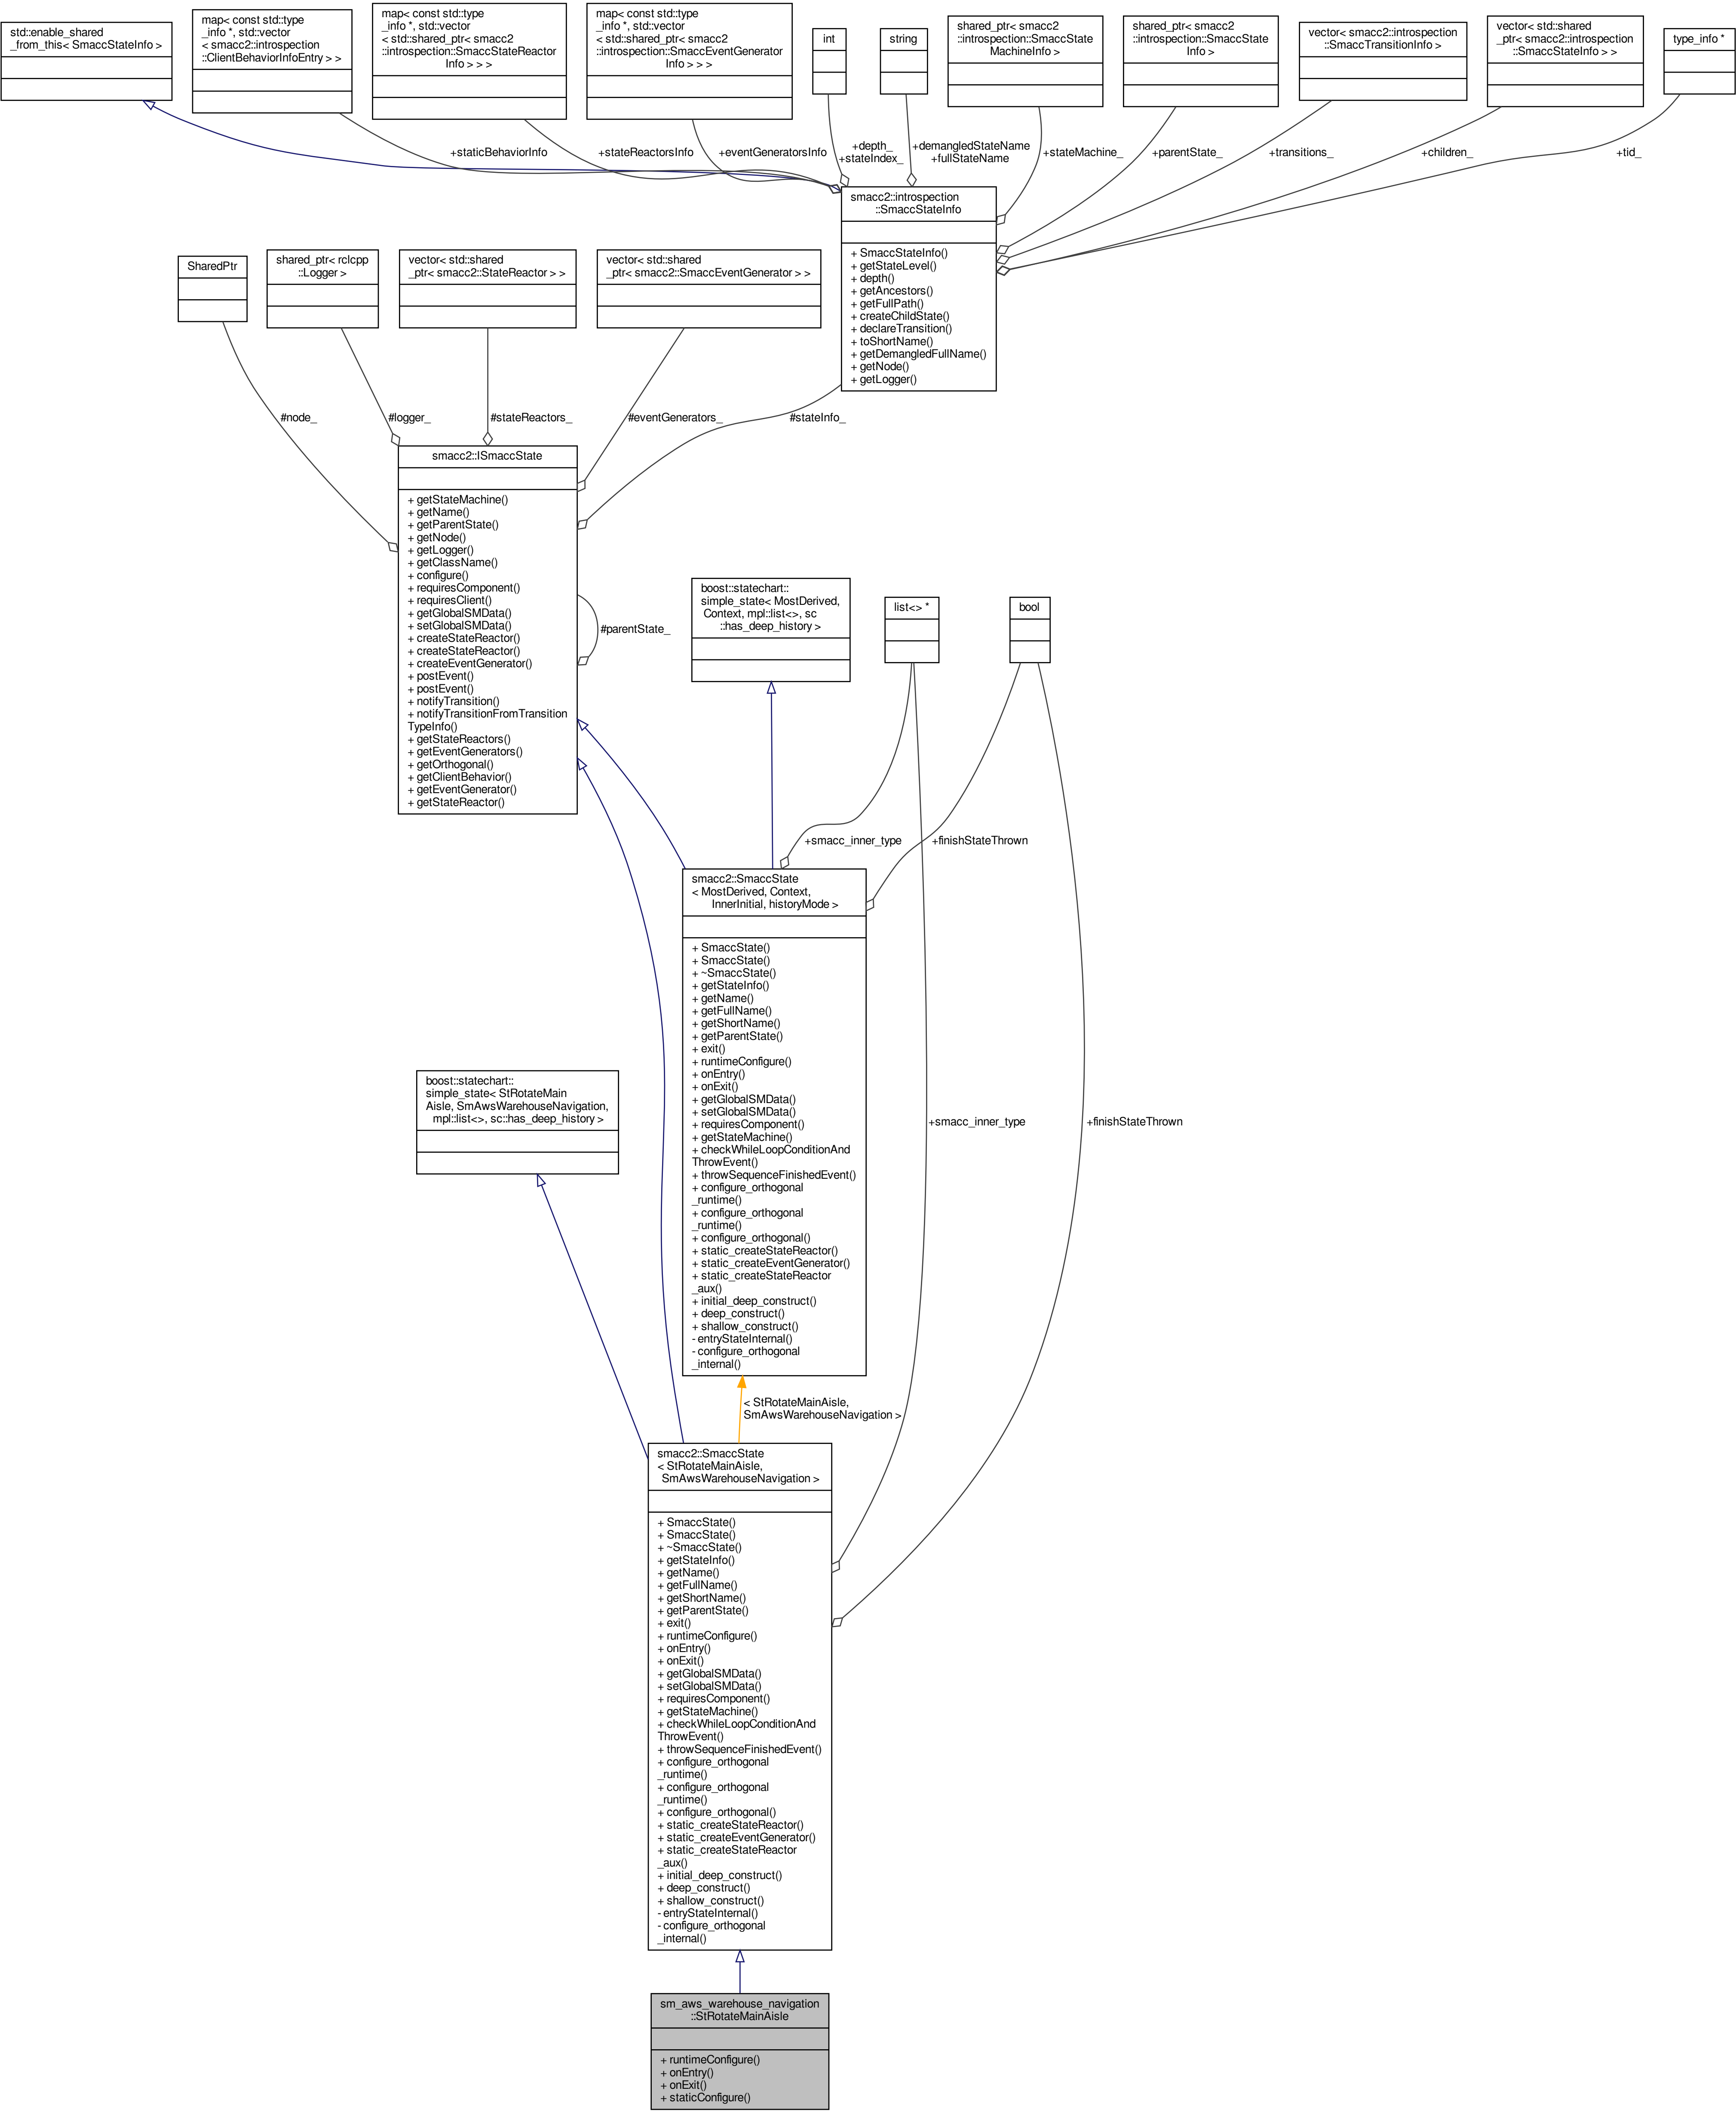 std::enable_shared
_from_this< SmaccStateInfo >
map< const std::type
_info *, std::vector
< smacc2::introspection
::ClientBehaviorInfoEntry > >
map< const std::type
_info *, std::vector
< std::shared_ptr< smacc2
::introspection::SmaccStateReactor
Info > > >
map< const std::type
_info *, std::vector
< std::shared_ptr< smacc2
::introspection::SmaccEventGenerator
Info > > >
int
string
shared_ptr< smacc2
::introspection::SmaccState
MachineInfo >
shared_ptr< smacc2
::introspection::SmaccState
Info >
vector< smacc2::introspection
::SmaccTransitionInfo >
vector< std::shared
_ptr< smacc2::introspection
::SmaccStateInfo > >
type_info *
+staticBehaviorInfo
+stateReactorsInfo
+eventGeneratorsInfo
+depth_
+stateIndex_
+demangledStateName
+fullStateName
+stateMachine_
+parentState_
+transitions_
+children_
+tid_
smacc2::introspection
::SmaccStateInfo
+ SmaccStateInfo()
+ getStateLevel()
+ depth()
+ getAncestors()
+ getFullPath()
+ createChildState()
+ declareTransition()
+ toShortName()
+ getDemangledFullName()
+ getNode()
+ getLogger()
SharedPtr
shared_ptr< rclcpp
::Logger >
vector< std::shared
_ptr< smacc2::StateReactor > >
vector< std::shared
_ptr< smacc2::SmaccEventGenerator > >
#node_
#logger_
#stateReactors_
#eventGenerators_
#stateInfo_
smacc2::ISmaccState
+ getStateMachine()
+ getName()
+ getParentState()
+ getNode()
+ getLogger()
+ getClassName()
+ configure()
+ requiresComponent()
+ requiresClient()
+ getGlobalSMData()
+ setGlobalSMData()
+ createStateReactor()
+ createStateReactor()
+ createEventGenerator()
+ postEvent()
+ postEvent()
+ notifyTransition()
+ notifyTransitionFromTransition
TypeInfo()
+ getStateReactors()
+ getEventGenerators()
+ getOrthogonal()
+ getClientBehavior()
+ getEventGenerator()
+ getStateReactor()
#parentState_
boost::statechart::
simple_state< MostDerived,
Context, mpl::list<>, sc
::has_deep_history >
list<> *
bool
+smacc_inner_type
+finishStateThrown
smacc2::SmaccState
< MostDerived, Context,
InnerInitial, historyMode >
+ SmaccState()
+ SmaccState()
+ ~SmaccState()
+ getStateInfo()
+ getName()
+ getFullName()
+ getShortName()
+ getParentState()
+ exit()
+ runtimeConfigure()
+ onEntry()
+ onExit()
+ getGlobalSMData()
+ setGlobalSMData()
+ requiresComponent()
+ getStateMachine()
+ checkWhileLoopConditionAnd
ThrowEvent()
+ throwSequenceFinishedEvent()
+ configure_orthogonal
_runtime()
+ configure_orthogonal
_runtime()
+ configure_orthogonal()
+ static_createStateReactor()
+ static_createEventGenerator()
+ static_createStateReactor
_aux()
+ initial_deep_construct()
+ deep_construct()
+ shallow_construct()
- entryStateInternal()
- configure_orthogonal
_internal()
boost::statechart::
simple_state< StRotateMain
Aisle, SmAwsWarehouseNavigation,
mpl::list<>, sc::has_deep_history >
+smacc_inner_type
+finishStateThrown
< StRotateMainAisle,
SmAwsWarehouseNavigation >
smacc2::SmaccState
< StRotateMainAisle,
SmAwsWarehouseNavigation >
+ SmaccState()
+ SmaccState()
+ ~SmaccState()
+ getStateInfo()
+ getName()
+ getFullName()
+ getShortName()
+ getParentState()
+ exit()
+ runtimeConfigure()
+ onEntry()
+ onExit()
+ getGlobalSMData()
+ setGlobalSMData()
+ requiresComponent()
+ getStateMachine()
+ checkWhileLoopConditionAnd
ThrowEvent()
+ throwSequenceFinishedEvent()
+ configure_orthogonal
_runtime()
+ configure_orthogonal
_runtime()
+ configure_orthogonal()
+ static_createStateReactor()
+ static_createEventGenerator()
+ static_createStateReactor
_aux()
+ initial_deep_construct()
+ deep_construct()
+ shallow_construct()
- entryStateInternal()
- configure_orthogonal
_internal()
sm_aws_warehouse_navigation
::StRotateMainAisle
+ runtimeConfigure()
+ onEntry()
+ onExit()
+ staticConfigure()